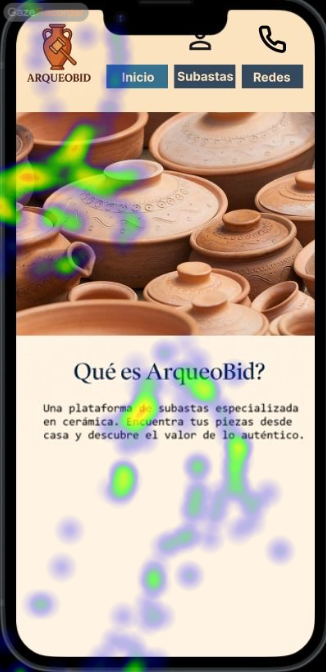 Gaze
ARQUEOBID
Inicio
Subastas
Redes
Qué es ArqueoBid?
Una plataforma de subastas especializada
en cerámica. Encuentra tus piezas desde
casa y descubre el valor de lo auténtico.